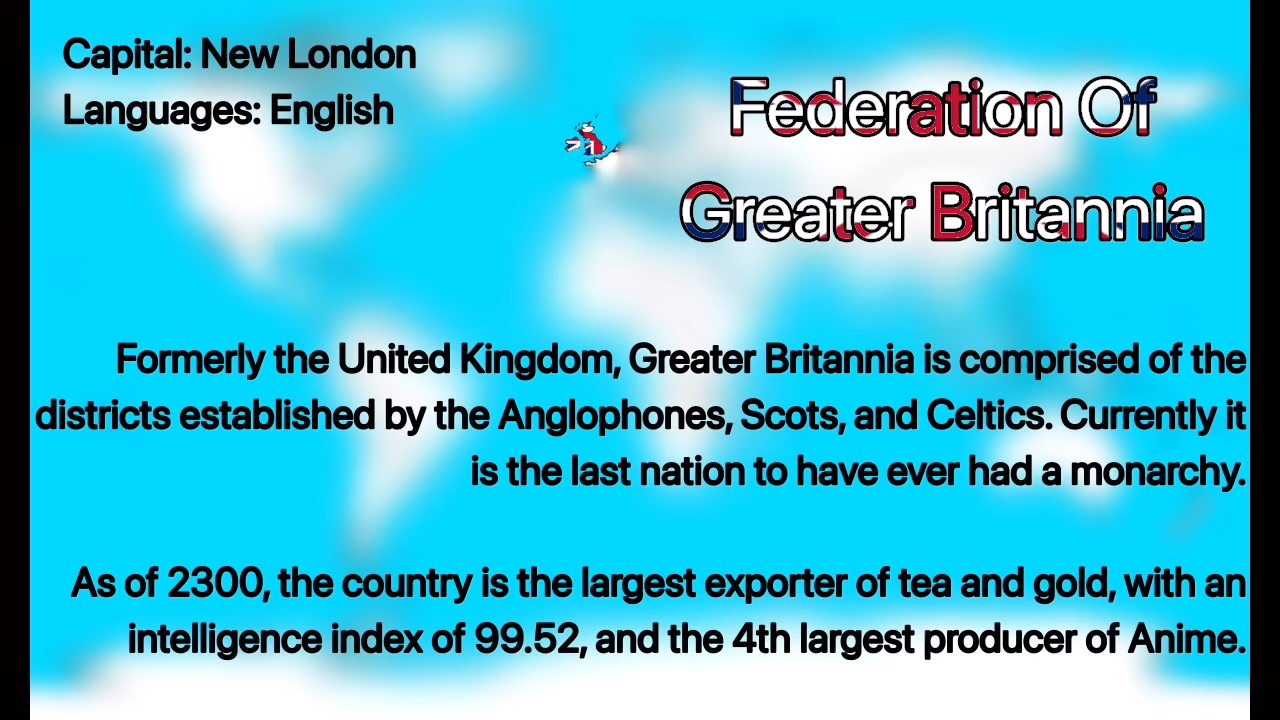 Capital: New London
Languages: English
Federation Of
Greater Britannia
1
Formerly the United Kingdom, Greater Britannia is comprised of the
districts established by the Anglophones, Scots, and Celtics. Currently it
is the last nation to have ever had a monarchy.
As of 2300, the country is the largest exporter of tea and gold, with an
intelligence index of 99.52, and the 4th largest producer of Anime.